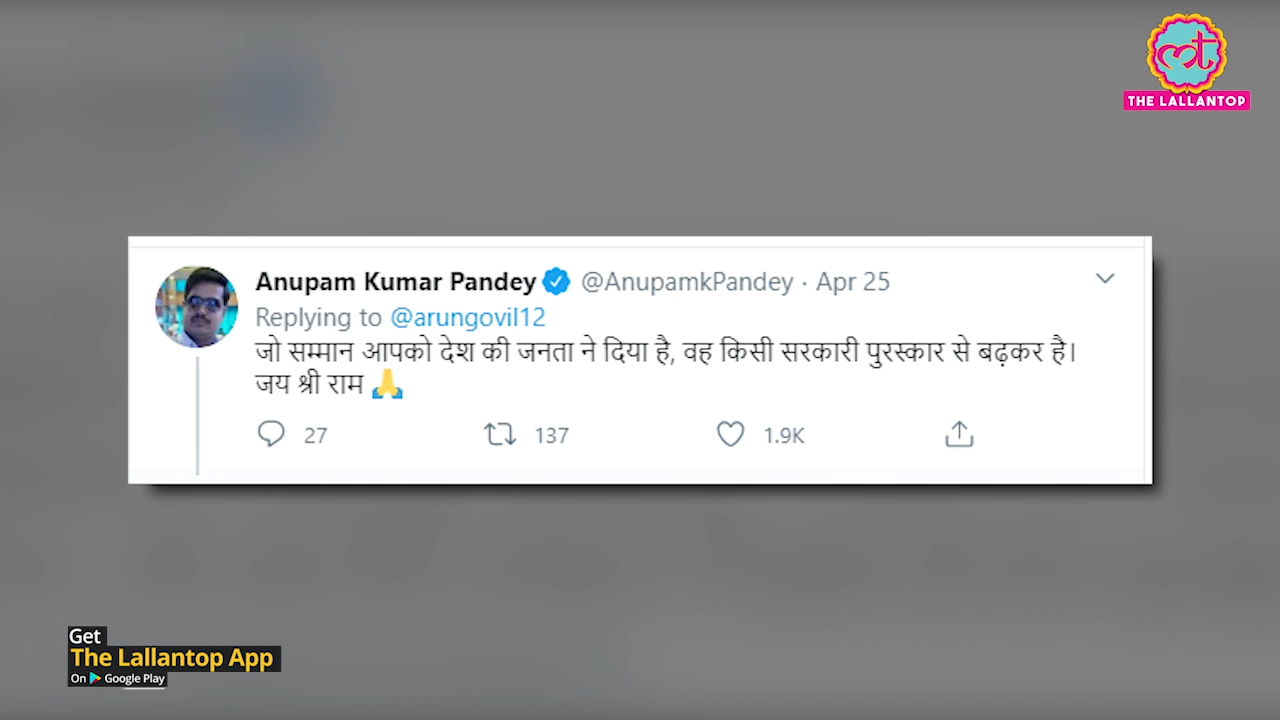 THE LALLANTOP
Anupam Kumar Pandey @AnupamkPandey · Apr 25
Replying to @arungovil12
जो सम्मान आपको देश की जनता ने दिया है, वह किसी सरकारी पुरस्कार से बढ़कर है।
जय श्री राम 🙏
27 137 1.9K
Get
The Lallantop App
On Google Play